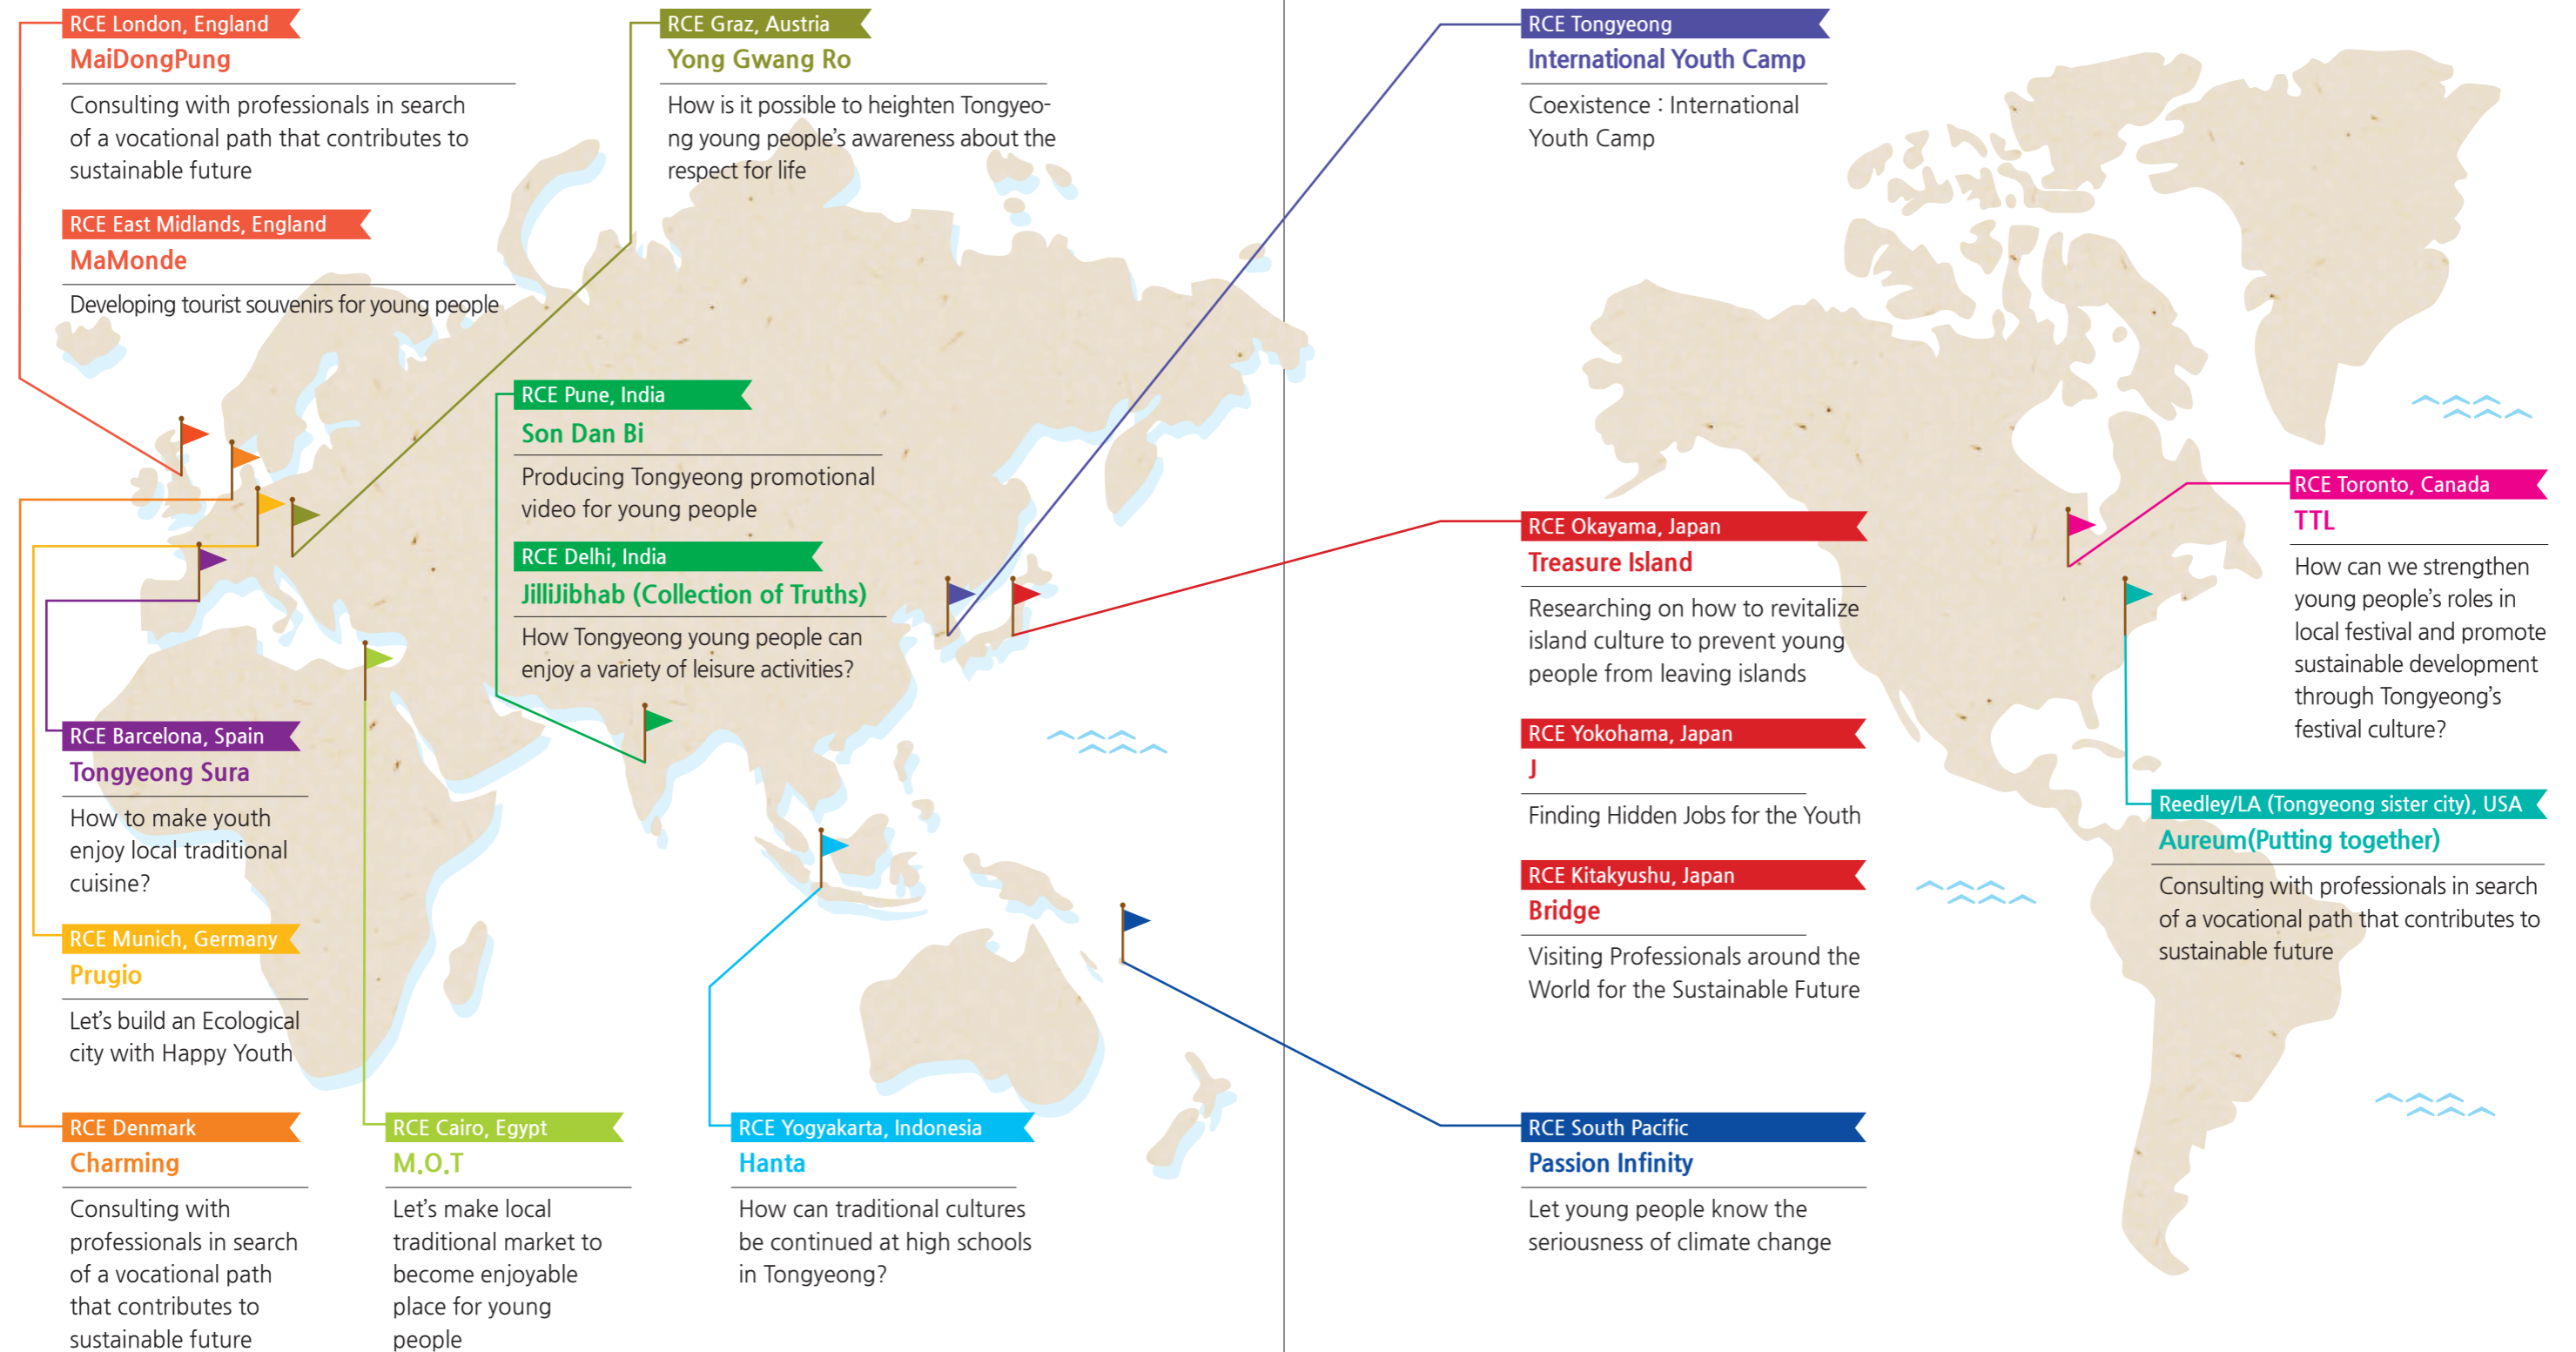 RCE London, England
MaiDongPung
Consulting with professionals in search
of a vocational path that contributes to
sustainable future
RCE East Midlands, England
MaMonde
Developing tourist souvenirs for young people
RCE Graz, Austria
Yong Gwang Ro
How is it possible to heighten Tongyeo-
ng young people's awareness about the
respect for life
RCE Pune, India
Son Dan Bi
Producing Tongyeong promotional
video for young people
RCE Delhi, India
JilliJibhab (Collection of Truths)
How Tongyeong young people can
enjoy a variety of leisure activities?
RCE Barcelona, Spain
Tongyeong Sura
How to make youth
enjoy local traditional
cuisine?
RCE Munich, Germany
Prugio
Let's build an Ecological
city with Happy Youth
RCE Denmark
Charming
Consulting with
professionals in search
of a vocational path
that contributes to
sustainable future
RCE Cairo, Egypt
M.O.T
Let's make local
traditional market to
become enjoyable
place for young
people
RCE Yogyakarta, Indonesia
Hanta
How can traditional cultures
be continued at high schools
in Tongyeong?
RCE Tongyeong
International Youth Camp
Coexistence : International
Youth Camp
RCE Okayama, Japan
Treasure Island
Researching on how to revitalize
island culture to prevent young
people from leaving islands
RCE Yokohama, Japan
J
Finding Hidden Jobs for the Youth
RCE Kitakyushu, Japan
Bridge
Visiting Professionals around the
World for the Sustainable Future
RCE South Pacific
Passion Infinity
Let young people know the
seriousness of climate change
RCE Toronto, Canada
TTL
How can we strengthen
young people's roles in
local festival and promote
sustainable development
through Tongyeong's
festival culture?
Reedley/LA (Tongyeong sister city), USA
Aureum(Putting together)
Consulting with professionals in search
of a vocational path that contributes to
sustainable future